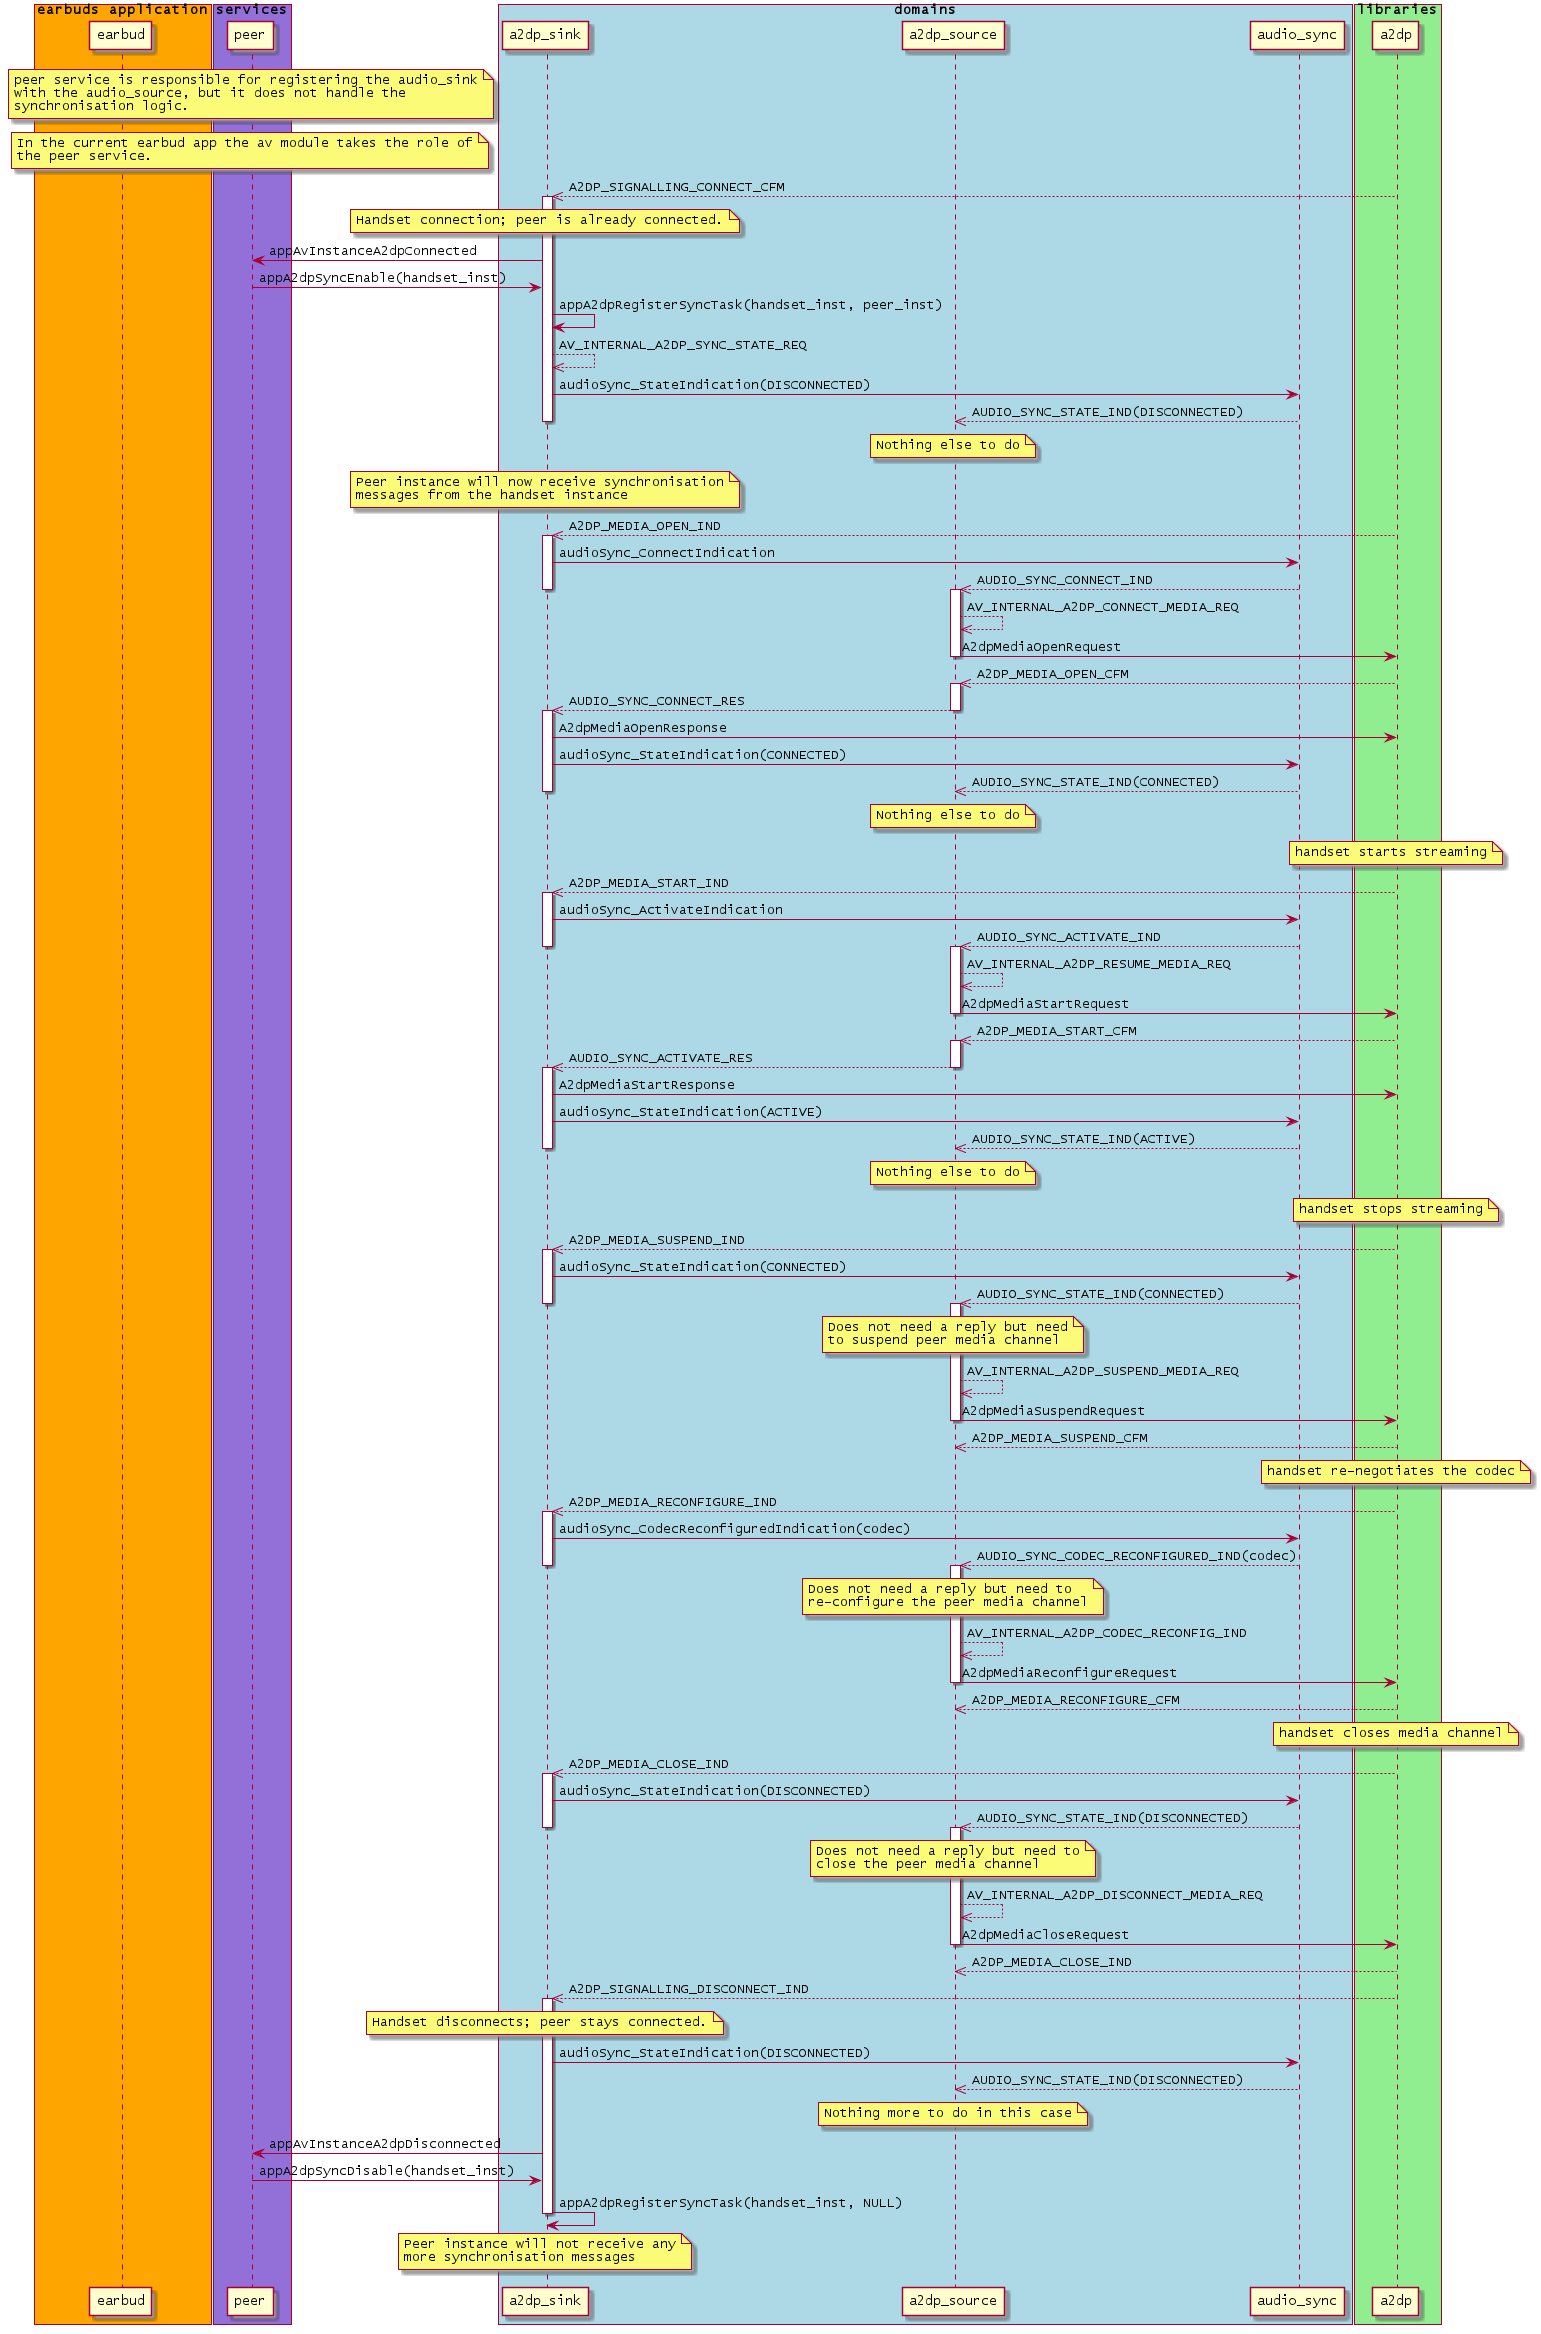 earbuds application
services
domains
libraries
earbud
peer
a2dp_sink
a2dp_source
audio_sync
a2dp
peer service is responsible for registering the audio_sink
with the audio_source, but it does not handle the
synchronisation logic.
In the current earbud app the av module takes the role of
the peer service.
A2DP_SIGNALLING_CONNECT_CFM
Handset connection; peer is already connected.
appAvInstanceA2dpConnected
appA2dpSyncEnable(handset_inst)
appA2dpRegisterSyncTask(handset_inst, peer_inst)
AV_INTERNAL_A2DP_SYNC_STATE_REQ
audioSync_StateIndication(DISCONNECTED)
AUDIO_SYNC_STATE_IND(DISCONNECTED)
Nothing else to do
Peer instance will now receive synchronisation
messages from the handset instance
A2DP_MEDIA_OPEN_IND
audioSync_ConnectIndication
AUDIO_SYNC_CONNECT_IND
AV_INTERNAL_A2DP_CONNECT_MEDIA_REQ
A2dpMediaOpenRequest
A2DP_MEDIA_OPEN_CFM
AUDIO_SYNC_CONNECT_RES
A2dpMediaOpenResponse
audioSync_StateIndication(CONNECTED)
AUDIO_SYNC_STATE_IND(CONNECTED)
Nothing else to do
handset starts streaming
A2DP_MEDIA_START_IND
audioSync_ActivateIndication
AUDIO_SYNC_ACTIVATE_IND
AV_INTERNAL_A2DP_RESUME_MEDIA_REQ
A2dpMediaStartRequest
A2DP_MEDIA_START_CFM
AUDIO_SYNC_ACTIVATE_RES
A2dpMediaStartResponse
audioSync_StateIndication(ACTIVE)
AUDIO_SYNC_STATE_IND(ACTIVE)
Nothing else to do
handset stops streaming
A2DP_MEDIA_SUSPEND_IND
audioSync_StateIndication(CONNECTED)
AUDIO_SYNC_STATE_IND(CONNECTED)
Does not need a reply but need
to suspend peer media channel
AV_INTERNAL_A2DP_SUSPEND_MEDIA_REQ
A2dpMediaSuspendRequest
A2DP_MEDIA_SUSPEND_CFM
handset re-negotiates the codec
A2DP_MEDIA_RECONFIGURE_IND
audioSync_CodecReconfiguredIndication(codec)
AUDIO_SYNC_CODEC_RECONFIGURED_IND(codec)
Does not need a reply but need to
re-configure the peer media channel
AV_INTERNAL_A2DP_CODEC_RECONFIG_IND
A2dpMediaReconfigureRequest
A2DP_MEDIA_RECONFIGURE_CFM
handset closes media channel
A2DP_MEDIA_CLOSE_IND
audioSync_StateIndication(DISCONNECTED)
AUDIO_SYNC_STATE_IND(DISCONNECTED)
Does not need a reply but need to
close the peer media channel
AV_INTERNAL_A2DP_DISCONNECT_MEDIA_REQ
A2dpMediaCloseRequest
A2DP_MEDIA_CLOSE_IND
A2DP_SIGNALLING_DISCONNECT_IND
Handset disconnects; peer stays connected.
audioSync_StateIndication(DISCONNECTED)
AUDIO_SYNC_STATE_IND(DISCONNECTED)
Nothing more to do in this case
appAvInstanceA2dpDisconnected
appA2dpSyncDisable(handset_inst)
appA2dpRegisterSyncTask(handset_inst, NULL)
Peer instance will not receive any
more synchronisation messages
earbud
peer
a2dp_sink
a2dp_source
audio_sync
a2dp